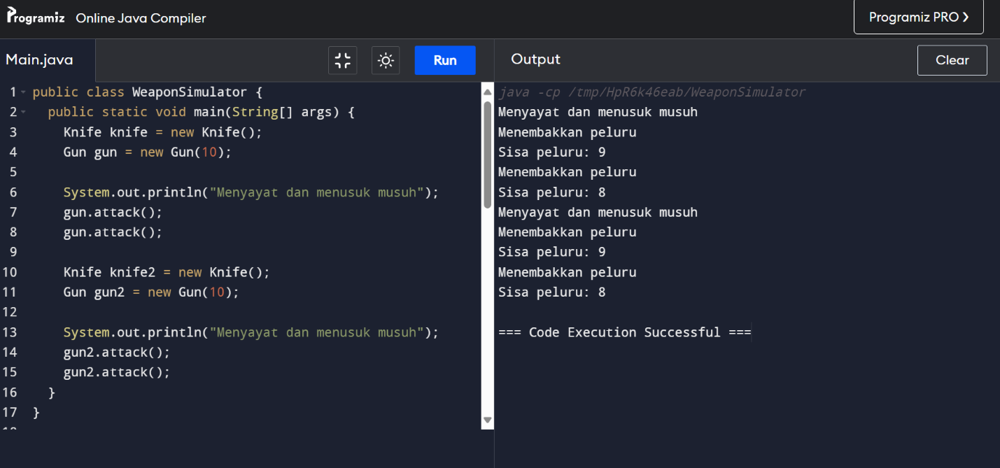 Programiz Online Java Compiler
Programiz PRO ❯
Main.java
Run
Output
Clear
1 public class WeaponSimulator {
2 public static void main(String[] args) {
3 Knife knife = new Knife();
4 Gun gun = new Gun(10);
5
6 System.out.println("Menyayat dan menusuk musuh");
7 gun.attack();
8 gun.attack();
9
10 Knife knife2 = new Knife();
11 Gun gun2 = new Gun(10);
12
13 System.out.println("Menyayat dan menusuk musuh");
14 gun2.attack();
15 gun2.attack();
16 }
17 }
java -cp /tmp/HpR6k46eab/WeaponSimulator
Menyayat dan menusuk musuh
Menembakkan peluru
Sisa peluru: 9
Menembakkan peluru
Sisa peluru: 8
Menyayat dan menusuk musuh
Menembakkan peluru
Sisa peluru: 9
Menembakkan peluru
Sisa peluru: 8
=== Code Execution Successful ===